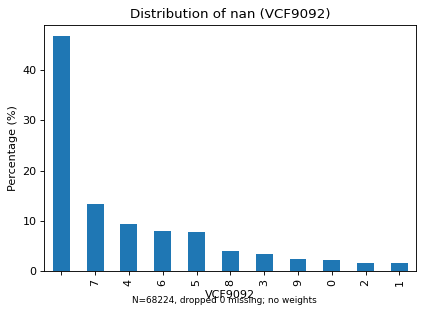 Distribution of nan (VCF9092)
Percentage (%)
40
30
20
10
0
7 4 6 5 8 3 9 0 2 1
VCF9092
N=68224, dropped 0 missing; no weights